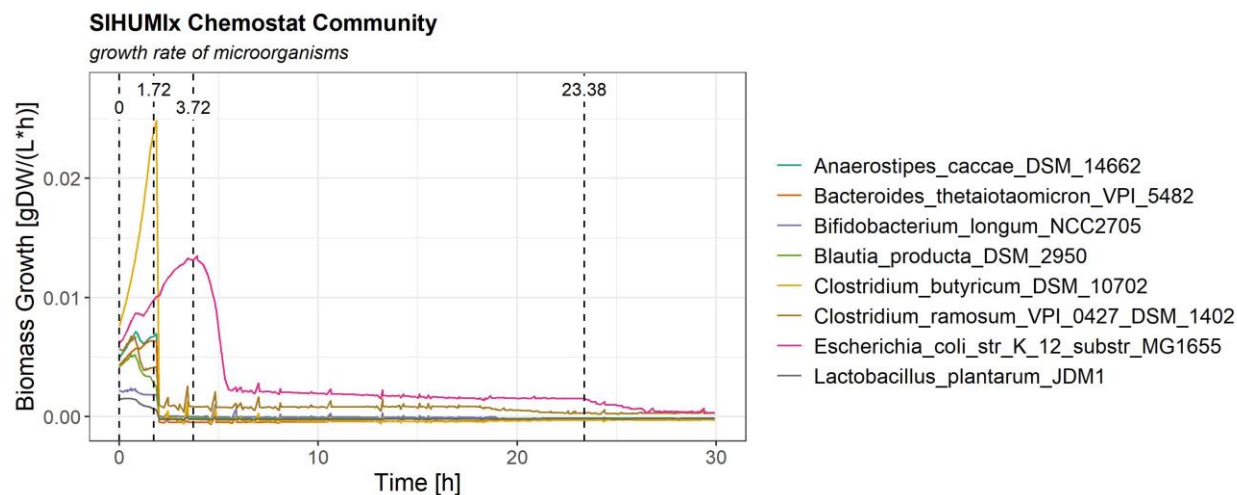 SIHUMIx Chemostat Community
growth rate of microorganisms
Biomass Growth [gDW/(L*h)]
0.02
0.01
0.00
0
1.72
3.72
23.38
0
10
20
30
Time [h]
Anaerostipes_caccae_DSM_14662
Bacteroides_thetaiotaomicron_VPI_5482
Bifidobacterium_longum_NCC2705
Blautia_producta_DSM_2950
Clostridium_butyricum_DSM_10702
Clostridium_ramosum_VPI_0427_DSM_1402
Escherichia_coli_str_K_12_substr_MG1655
Lactobacillus_plantarum_JDM1